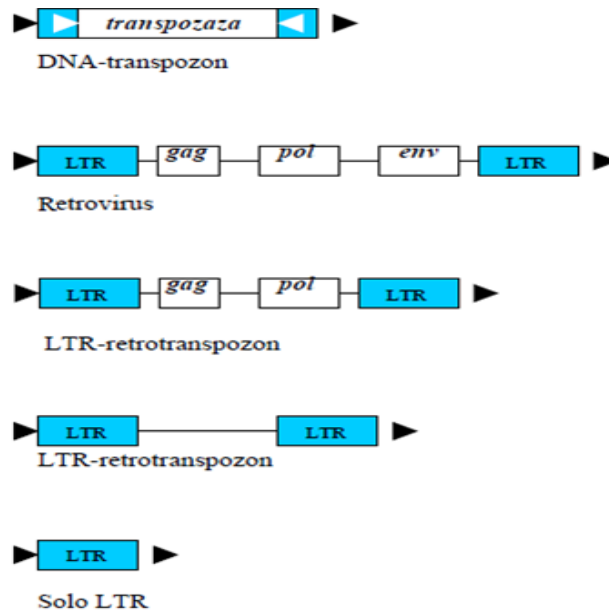 transpozaza
DNA-transpozon
LTR gag pol env LTR
Retrovirus
LTR gag pol LTR
LTR-retrotranspozon
LTR LTR
LTR-retrotranspozon
LTR
Solo LTR